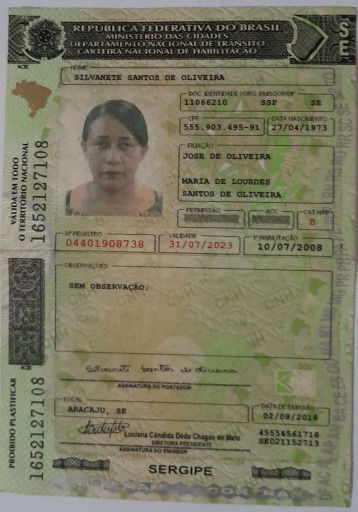 REPÚBLICA FEDERATIVA DO BRASIL
MINISTÉRIO DAS CIDADES
DEPARTAMENTO NACIONAL DE TRÂNSITO
CARTEIRA NACIONAL DE HABILITAÇÃO
SE
NOME
SILVANETE SANTOS DE OLIVEIRA
DOC. IDENTIDADE / ORG. EMISSOR/UF
11066210 SSP SE
CPF
555.903.495-91
DATA NASCIMENTO
27/04/1973
FILIAÇÃO
JOSE DE OLIVEIRA
MARIA DE LOURDES
SANTOS DE OLIVEIRA
PERMISSÃO
ACC
CAT. HAB.
B
Nº REGISTRO
04401908738
VALIDADE
31/07/2023
1ª HABILITAÇÃO
10/07/2008
VÁLIDA EM TODO
O TERRITÓRIO NACIONAL
1652127108
OBSERVAÇÕES
SEM OBSERVAÇÃO;
Silvanete Santos de Oliveira
ASSINATURA DO PORTADOR
LOCAL
ARACAJU, SE
DATA DE EMISSÃO
02/08/2018
Luciana Cândida Déda Chagas de Melo
DIRETORA PRESIDENTE
ASSINATURA DO EMISSOR
45556561718
SE021152713
PROIBIDO PLASTIFICAR
1652127108
SERGIPE